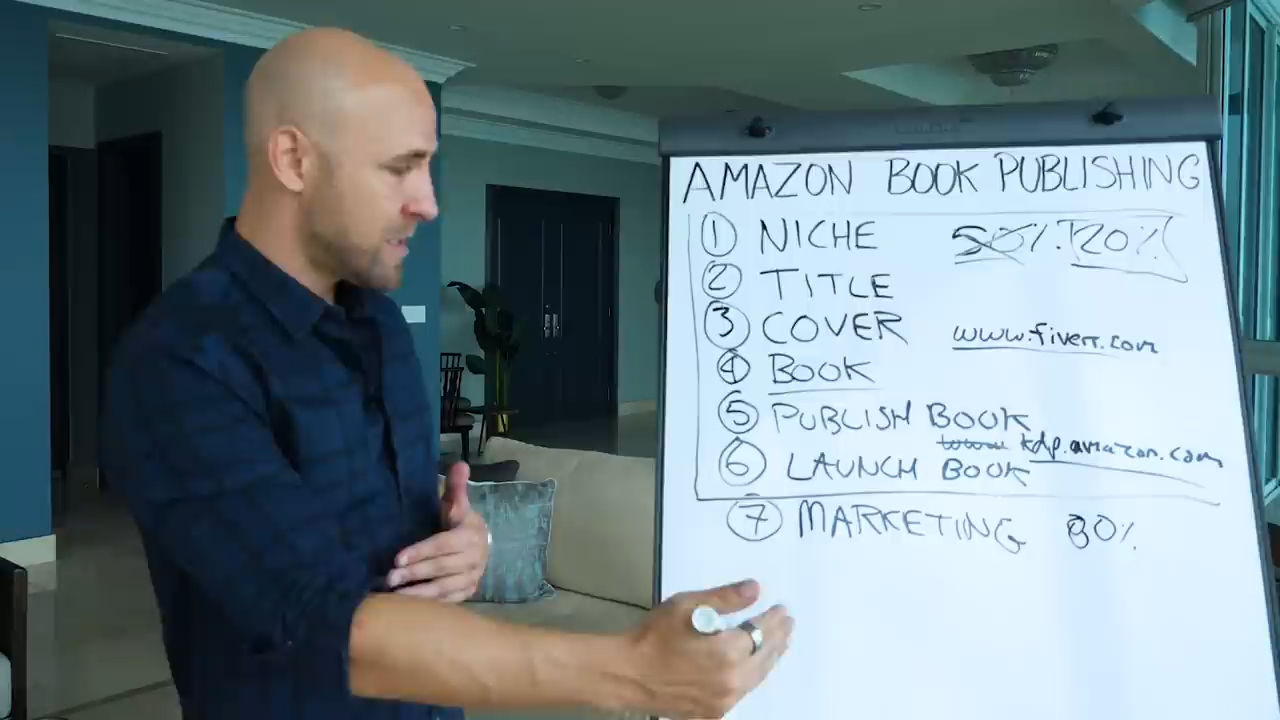 AMAZON BOOK PUBLISHING
① NICHE 50% 20%
② TITLE
③ COVER www.fiverr.com
④ BOOK
⑤ PUBLISH BOOK
kdp.amazon.com
⑥ LAUNCH BOOK
⑦ MARKETING 80%